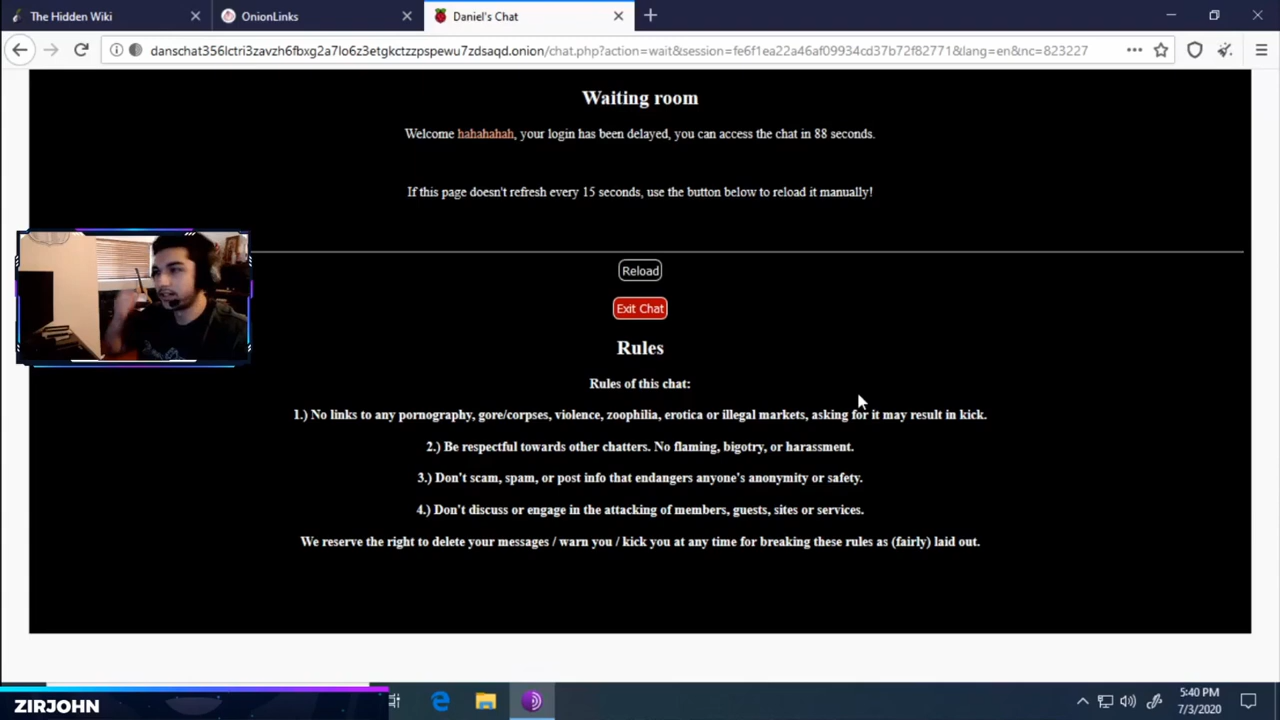 The Hidden Wiki
OnionLinks
Daniel's Chat
danschat356lctri3zavzh6fbxg2a7lo6z3etgkctzzpspewu7zdsaqd.onion/chat.php?action=wait&session=fe6f1ea22a46af09934cd37b72f82771&lang=en&nc=823227
Waiting room
Welcome hahahahah, your login has been delayed, you can access the chat in 88 seconds.
If this page doesn't refresh every 15 seconds, use the button below to reload it manually!
Reload
Exit Chat
Rules
Rules of this chat:
1.) No links to any pornography, gore/corpses, violence, zoophilia, erotica or illegal markets, asking for it may result in kick.
2.) Be respectful towards other chatters. No flaming, bigotry, or harassment.
3.) Don't scam, spam, or post info that endangers anyone's anonymity or safety.
4.) Don't discuss or engage in the attacking of members, guests, sites or services.
We reserve the right to delete your messages / warn you / kick you at any time for breaking these rules as (fairly) laid out.
ZIRJOHN
5:40 PM
7/3/2020